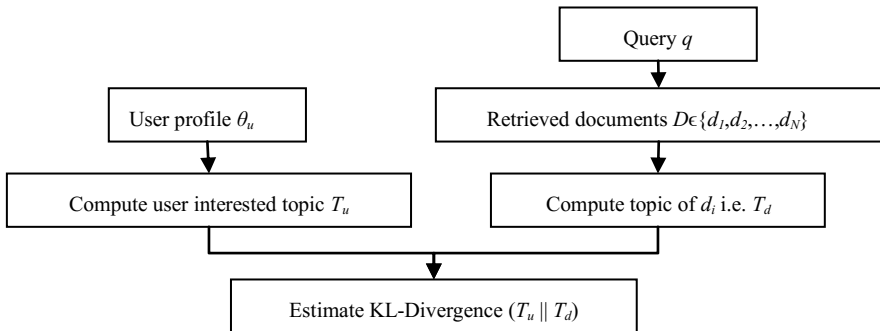 Query q
User profile θu
Retrieved documents Dϵ{d1,d2,…,dN}
Compute user interested topic Tu
Compute topic of di i.e. Td
Estimate KL-Divergence (Tu || Td)